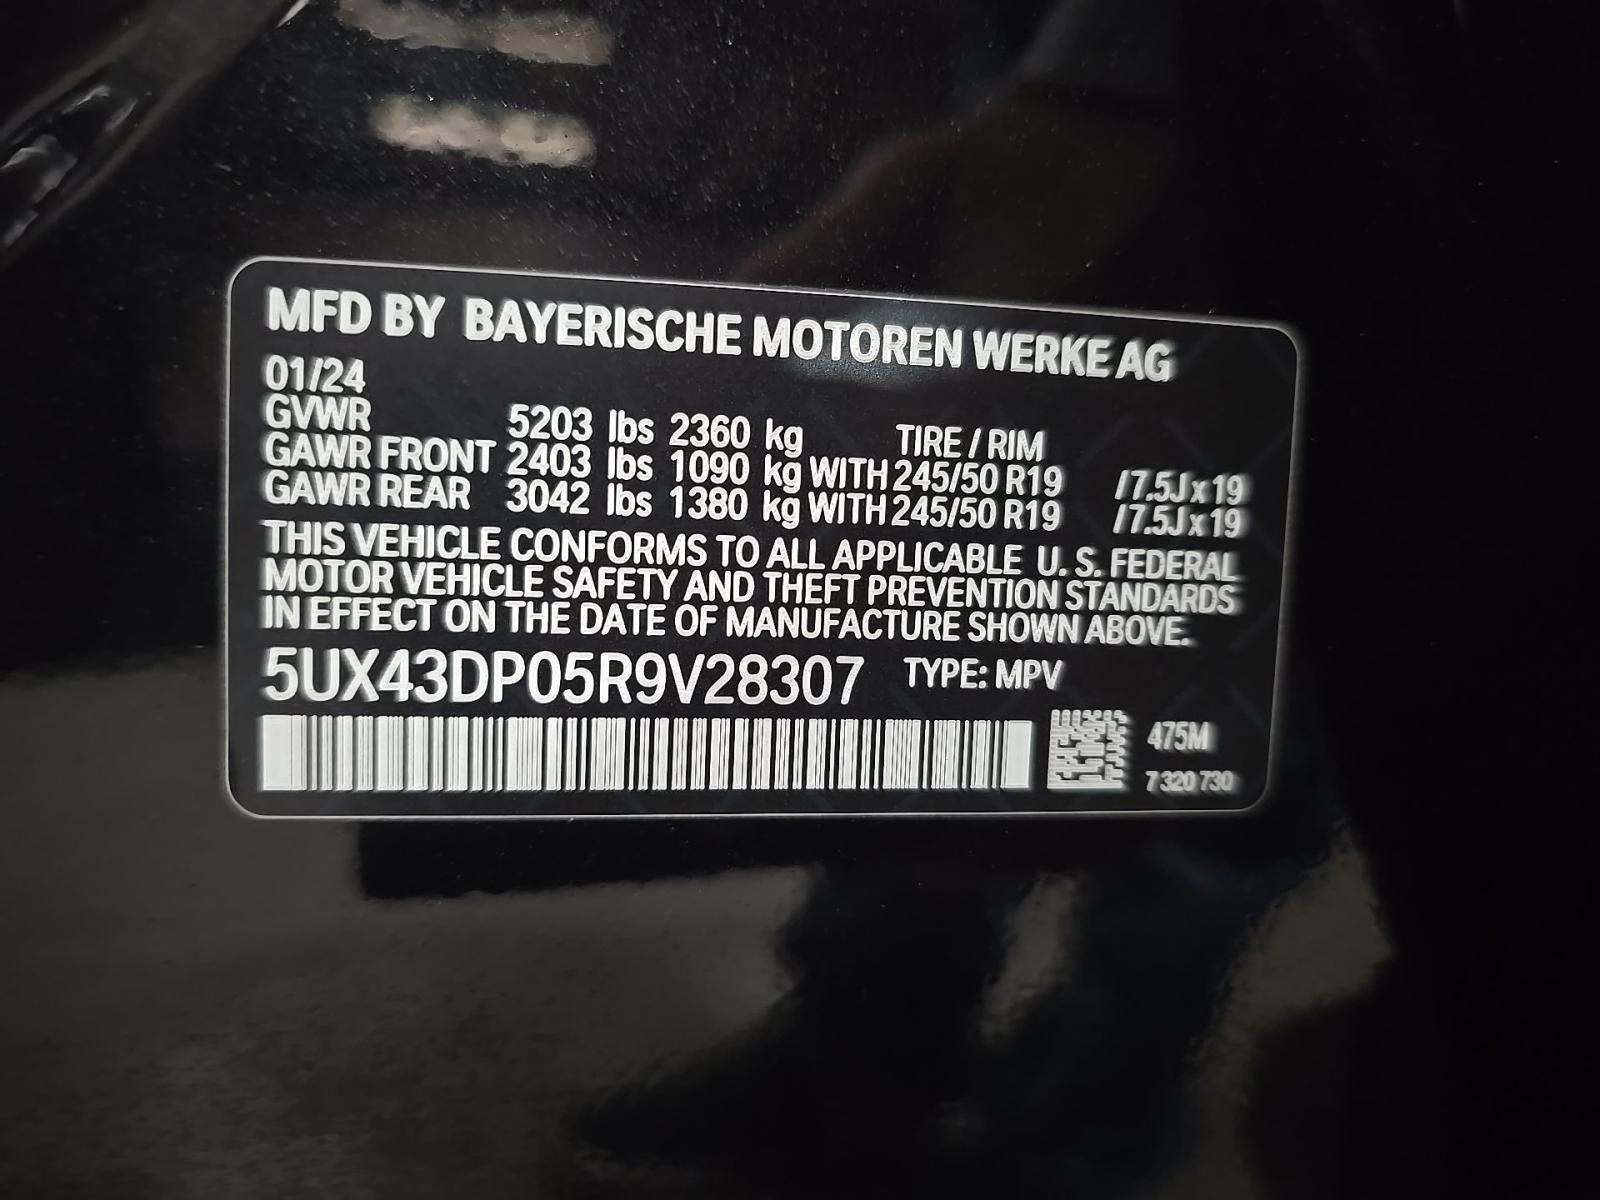 MFD BY BAYERISCHE MOTOREN WERKE AG
01/24
GVWR 5203 lbs 2360 kg TIRE / RIM
GAWR FRONT 2403 lbs 1090 kg WITH 245/50 R19 / 7.5J x 19
GAWR REAR 3042 lbs 1380 kg WITH 245/50 R19 / 7.5J x 19
THIS VEHICLE CONFORMS TO ALL APPLICABLE U. S. FEDERAL
MOTOR VEHICLE SAFETY AND THEFT PREVENTION STANDARDS
IN EFFECT ON THE DATE OF MANUFACTURE SHOWN ABOVE.
5UX43DP05R9V28307 TYPE: MPV
475M
7 320 730